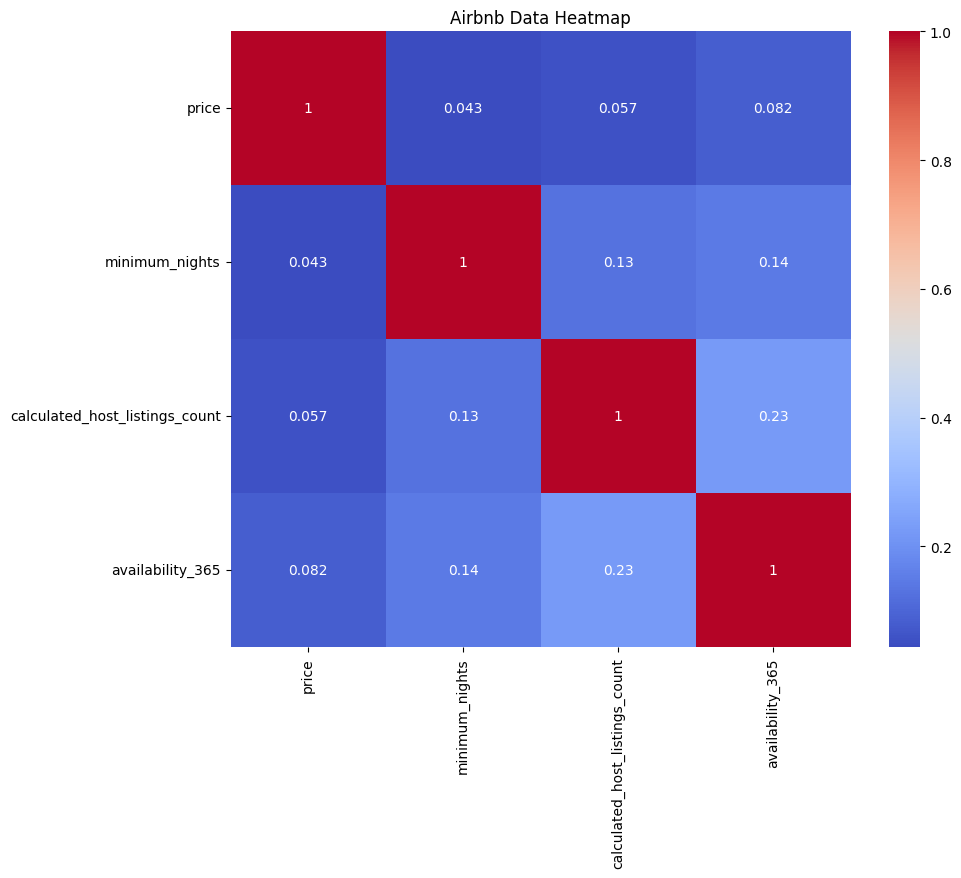 Airbnb Data Heatmap
price 1 0.043 0.057 0.082
minimum_nights 0.043 1 0.13 0.14
calculated_host_listings_count 0.057 0.13 1 0.23
availability_365 0.082 0.14 0.23 1
price
minimum_nights
calculated_host_listings_count
availability_365
1.0
0.8
0.6
0.4
0.2